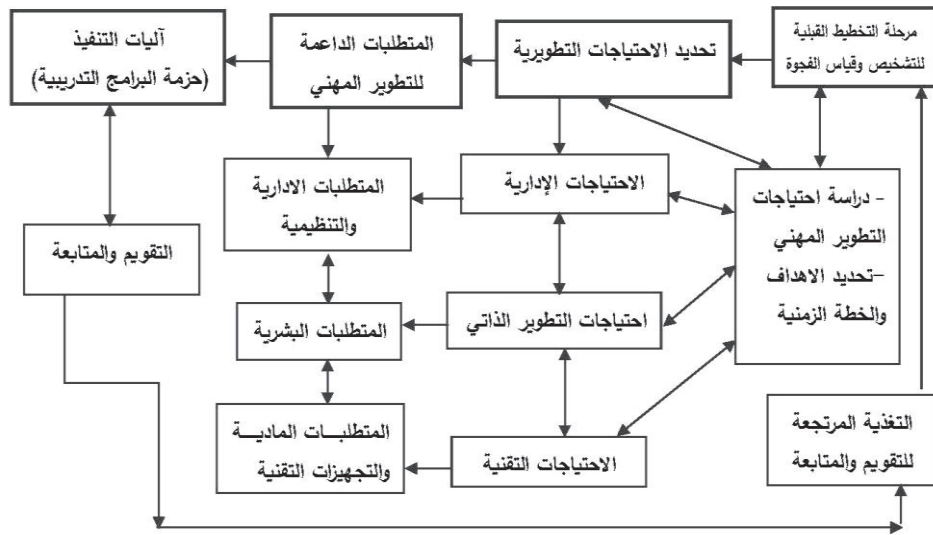 مرحلة التخطيط القبلية
للتشخيص وقياس الفجوة
تحديد الاحتياجات التطويرية
المتطلبات الداعمة
للتطوير المهني
آليات التنفيذ
(حزمة البرامج التدريبية)
- دراسة احتياجات
التطوير المهني
-تحديد الاهداف
والخطة الزمنية
الاحتياجات الإدارية
المتطلبات الادارية
والتنظيمية
التقويم والمتابعة
احتياجات التطوير الذاتي
المتطلبات البشرية
الاحتياجات التقنية
المتطلبات المادية
والتجهيزات التقنية
التغذية المرتجعة
للتقويم والمتابعة